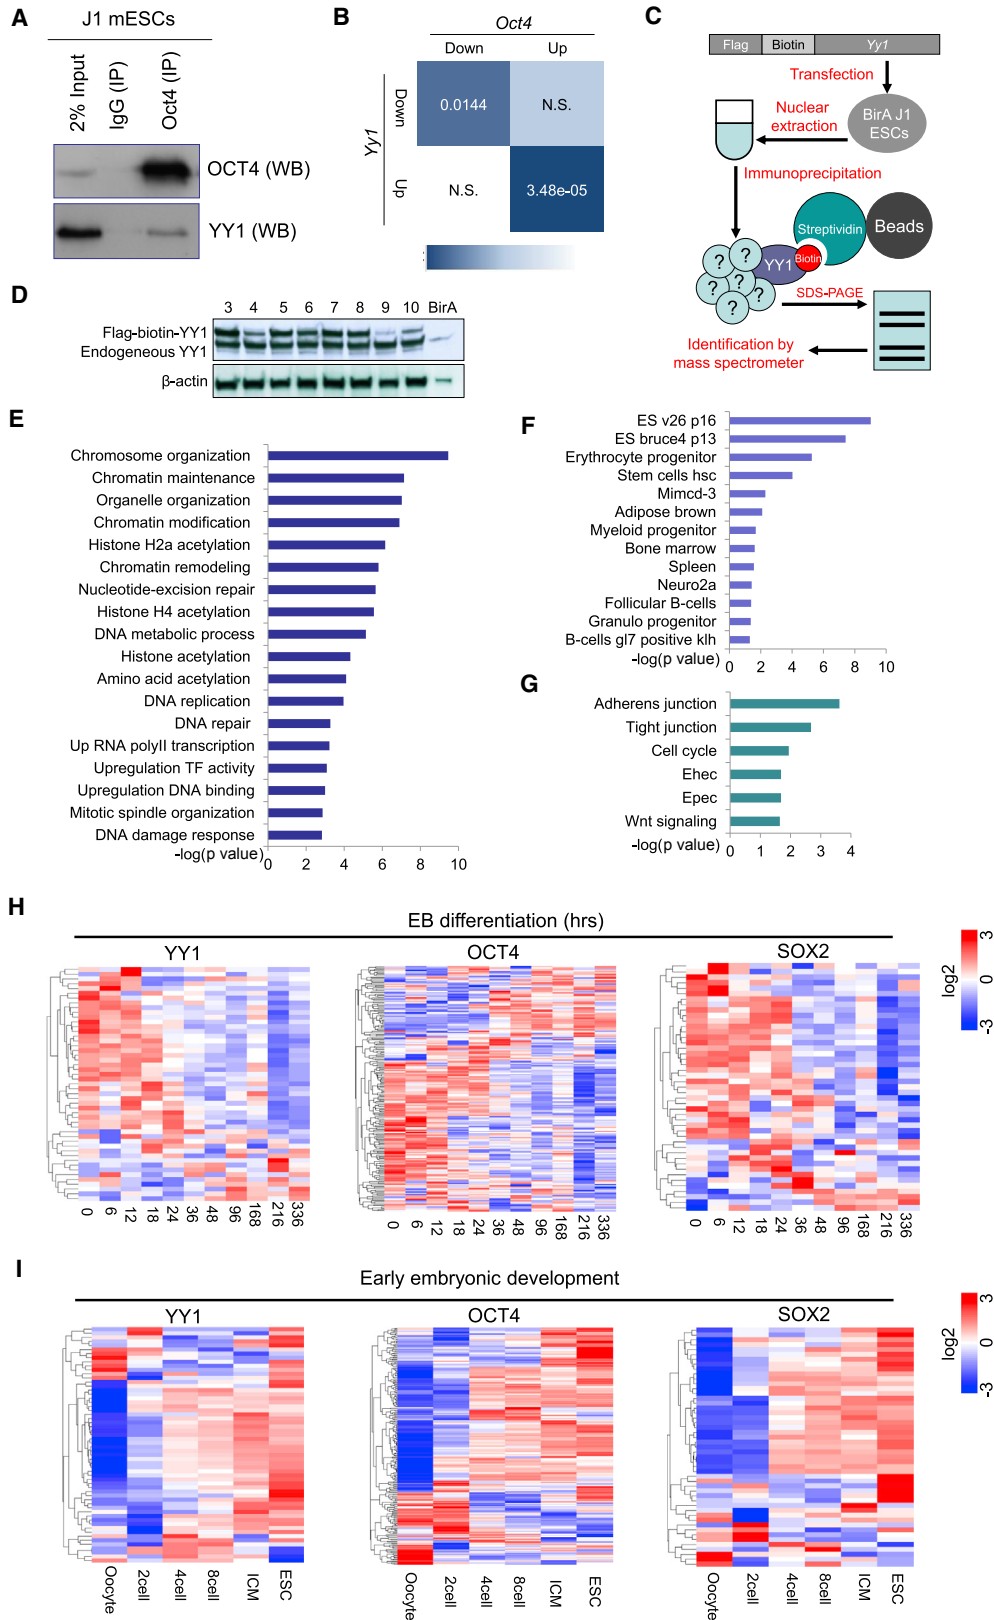 A
J1 mESCs
2% Input
IgG (IP)
Oct4 (IP)
OCT4 (WB)
YY1 (WB)
B
Oct4
Down Up
Yy1
Down
Up
0.0144 N.S.
N.S. 3.48e-05
C
Flag Biotin Yy1
Transfection
BirA J1
ESCs
Nuclear
extraction
Immunoprecipitation
Streptividin
Beads
YY1
Biotin
? ? ? ? ? ?
SDS-PAGE
Identification by
mass spectrometer
D
3 4 5 6 7 8 9 10 BirA
Flag-biotin-YY1
Endogeneous YY1
β-actin
E
Chromosome organization
Chromatin maintenance
Organelle organization
Chromatin modification
Histone H2a acetylation
Chromatin remodeling
Nucleotide-excision repair
Histone H4 acetylation
DNA metabolic process
Histone acetylation
Amino acid acetylation
DNA replication
DNA repair
Up RNA polyII transcription
Upregulation TF activity
Upregulation DNA binding
Mitotic spindle organization
DNA damage response
-log(p value)
0 2 4 6 8 10
F
ES v26 p16
ES bruce4 p13
Erythrocyte progenitor
Stem cells hsc
Mimcd-3
Adipose brown
Myeloid progenitor
Bone marrow
Spleen
Neuro2a
Follicular B-cells
Granulo progenitor
B-cells gl7 positive klh
-log(p value)
0 2 4 6 8 10
G
Adherens junction
Tight junction
Cell cycle
Ehec
Epec
Wnt signaling
-log(p value)
0 1 2 3 4
H
EB differentiation (hrs)
YY1 OCT4 SOX2
0 6 12 18 24 36 48 96 168 216 336
0 6 12 18 24 36 48 96 168 216 336
0 6 12 18 24 36 48 96 168 216 336
log2
3
0
-3
I
Early embryonic development
YY1 OCT4 SOX2
Oocyte 2cell 4cell 8cell ICM ESC
Oocyte 2cell 4cell 8cell ICM ESC
Oocyte 2cell 4cell 8cell ICM ESC
log2
3
0
-3